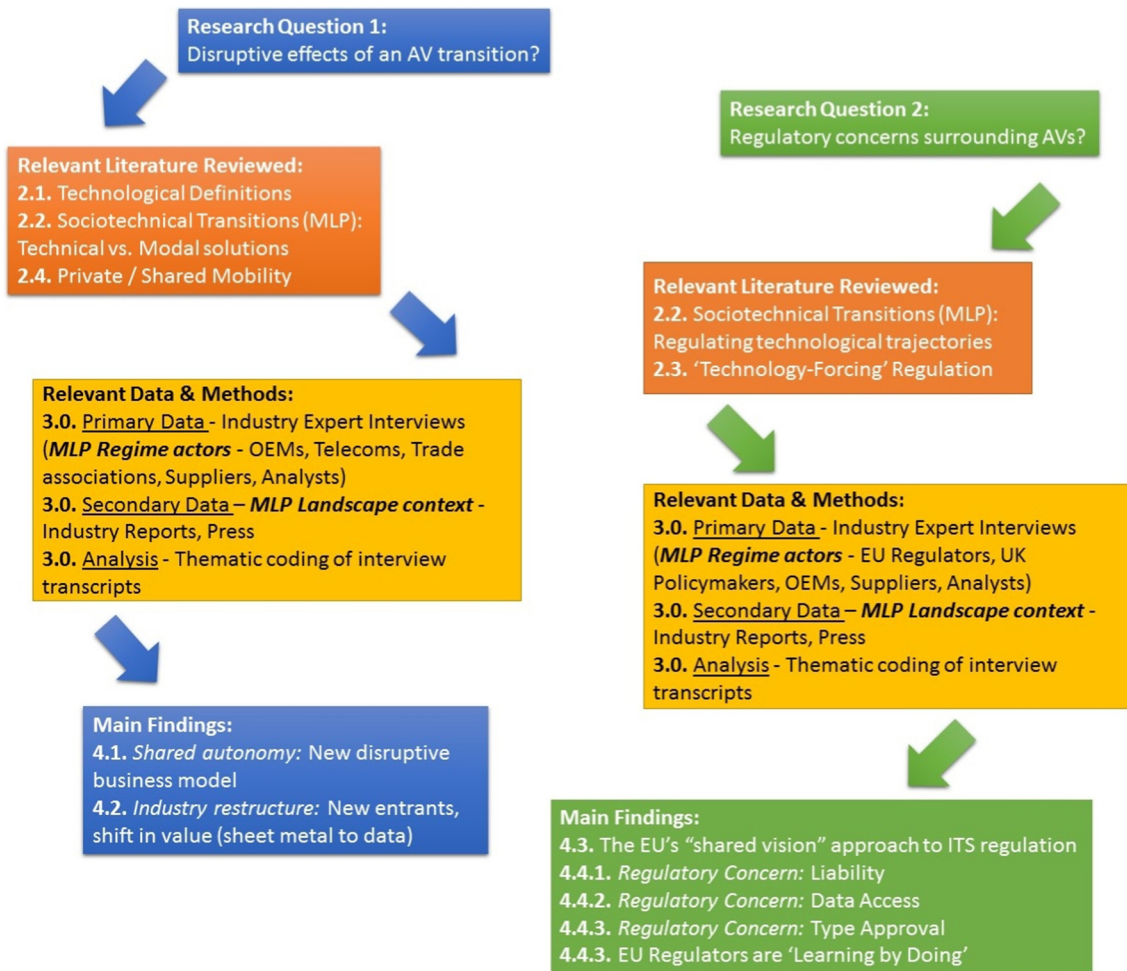 Research Question 1:
Disruptive effects of an AV transition?
Relevant Literature Reviewed:
2.1. Technological Definitions
2.2. Sociotechnical Transitions (MLP):
Technical vs. Modal solutions
2.4. Private / Shared Mobility
Relevant Data & Methods:
3.0. Primary Data - Industry Expert Interviews
(MLP Regime actors - OEMs, Telecoms, Trade
associations, Suppliers, Analysts)
3.0. Secondary Data – MLP Landscape context -
Industry Reports, Press
3.0. Analysis - Thematic coding of interview
transcripts
Main Findings:
4.1. Shared autonomy: New disruptive
business model
4.2. Industry restructure: New entrants,
shift in value (sheet metal to data)
Research Question 2:
Regulatory concerns surrounding AVs?
Relevant Literature Reviewed:
2.2. Sociotechnical Transitions (MLP):
Regulating technological trajectories
2.3. ‘Technology-Forcing’ Regulation
Relevant Data & Methods:
3.0. Primary Data - Industry Expert Interviews
(MLP Regime actors - EU Regulators, UK
Policymakers, OEMs, Suppliers, Analysts)
3.0. Secondary Data – MLP Landscape context -
Industry Reports, Press
3.0. Analysis - Thematic coding of interview
transcripts
Main Findings:
4.3. The EU’s “shared vision” approach to ITS regulation
4.4.1. Regulatory Concern: Liability
4.4.2. Regulatory Concern: Data Access
4.4.3. Regulatory Concern: Type Approval
4.4.3. EU Regulators are ‘Learning by Doing’